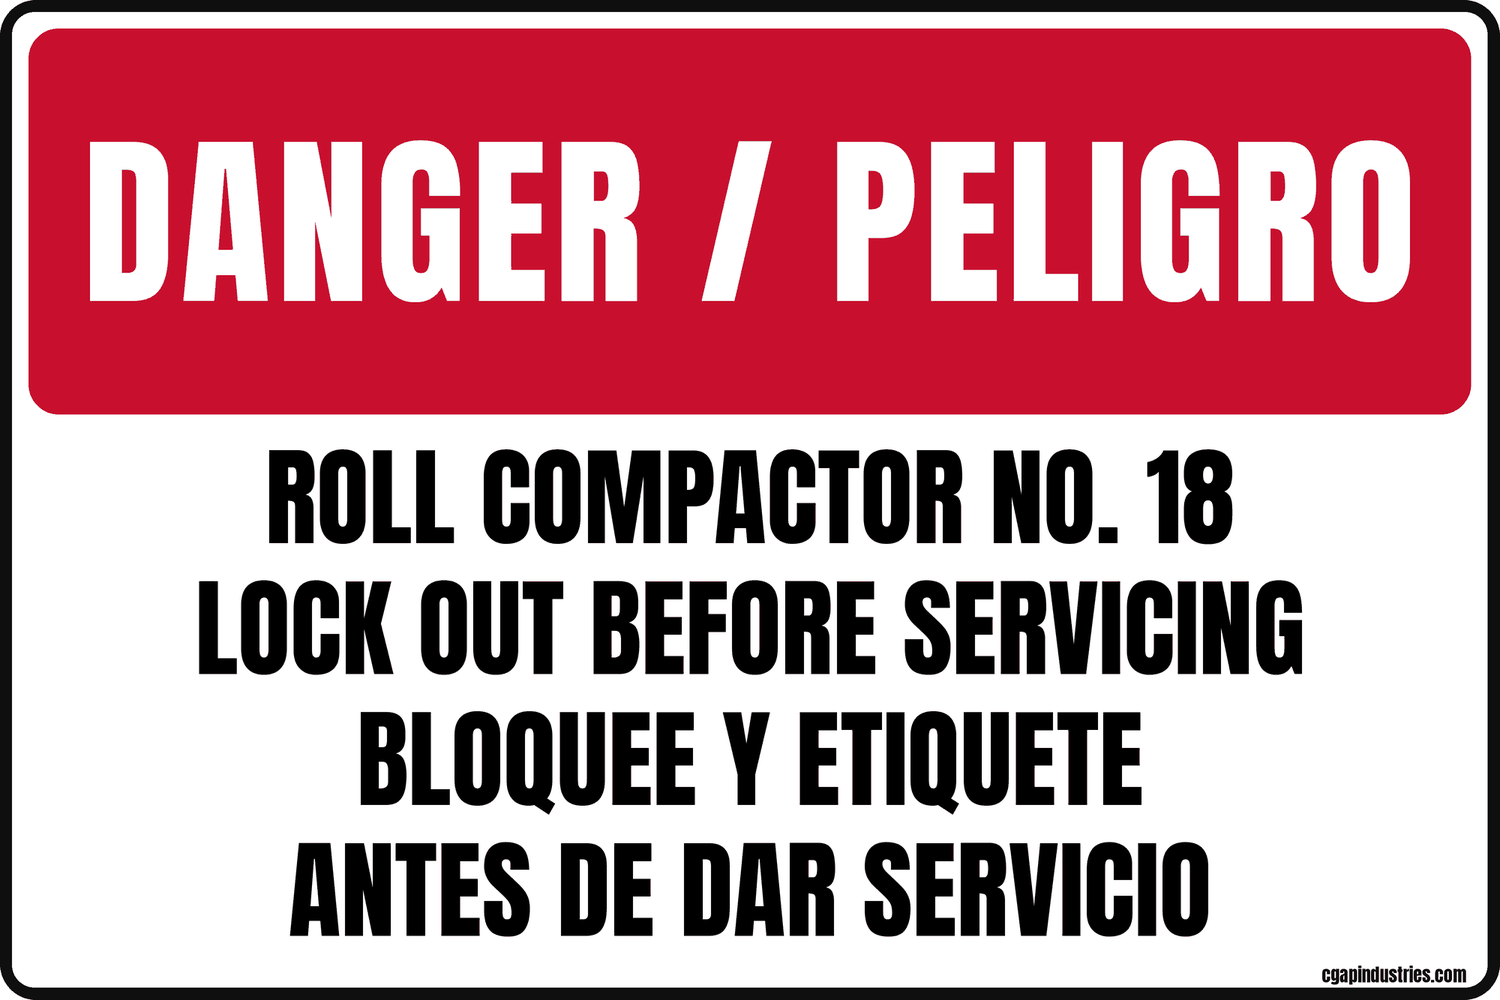 DANGER / PELIGRO
ROLL COMPACTOR NO. 18
LOCK OUT BEFORE SERVICING
BLOQUEE Y ETIQUETE
ANTES DE DAR SERVICIO
cgapindustries.com